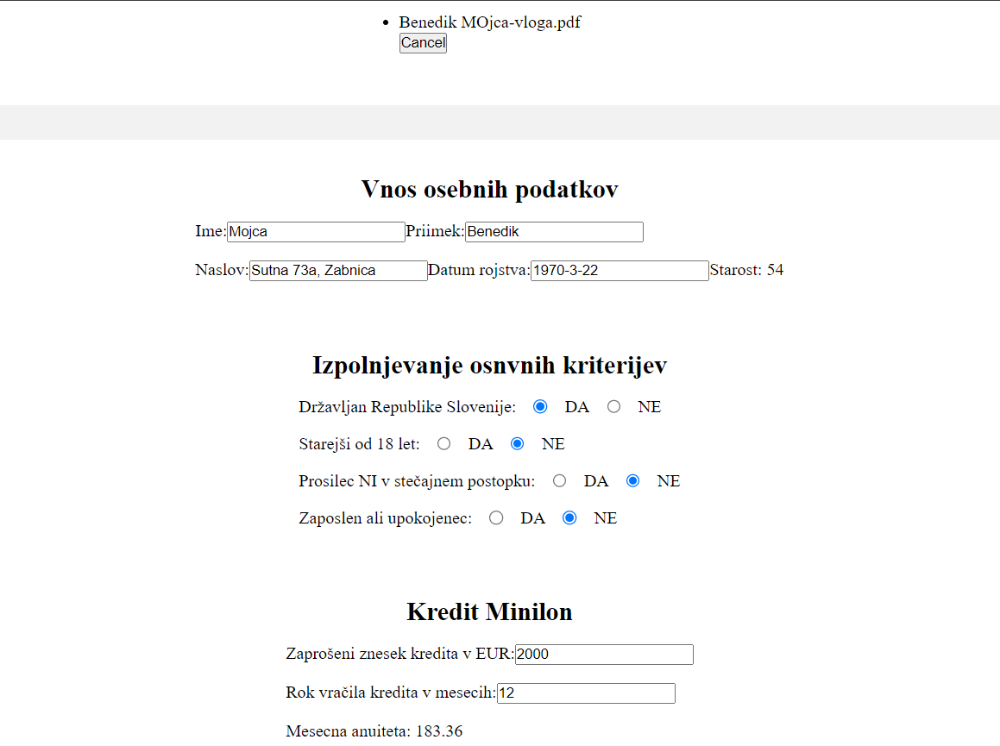 Benedik MOjca-vloga.pdf
Cancel
Vnos osebnih podatkov
Ime: Mojca Priimek: Benedik
Naslov: Sutna 73a, Zabnica Datum rojstva: 1970-3-22 Starost: 54
Izpolnjevanje osnvnih kriterijev
Državljan Republike Slovenije: DA NE
Starejši od 18 let: DA NE
Prosilec NI v stečajnem postopku: DA NE
Zaposlen ali upokojenec: DA NE
Kredit Minilon
Zaprošeni znesek kredita v EUR: 2000
Rok vračila kredita v mesecih: 12
Mesecna anuiteta: 183.36